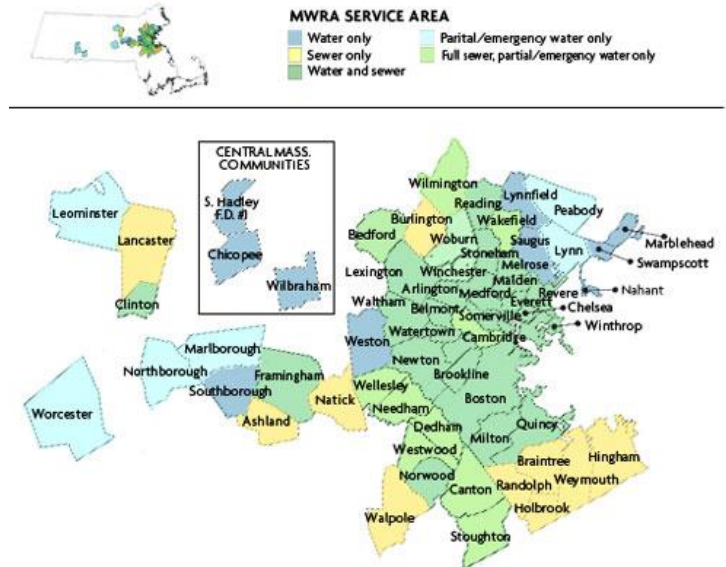 MWRA SERVICE AREA
Water only
Sewer only
Water and sewer
Parital/emergency water only
Full sewer, partial/emergency water only
CENTRAL MASS.
COMMUNITIES
S. Hadley
F.D. #1
Chicopee
Wilbraham
Leominster
Lancaster
Clinton
Wilmington
Lynnfield
Reading
Peabody
Burlington
Wakefield
Bedford
Woburn
Saugus
Marblehead
Stoneham
Lynn
Swampscott
Lexington
Winchester
Melrose
Malden
Nahant
Arlington
Medford
Revere
Waltham
Everett
Chelsea
Belmont
Somerville
Winthrop
Watertown
Cambridge
Weston
Marlborough
Newton
Northborough
Framingham
Brookline
Southborough
Wellesley
Natick
Boston
Worcester
Needham
Ashland
Dedham
Quincy
Milton
Westwood
Braintree
Hingham
Norwood
Canton
Randolph
Weymouth
Holbrook
Walpole
Stoughton